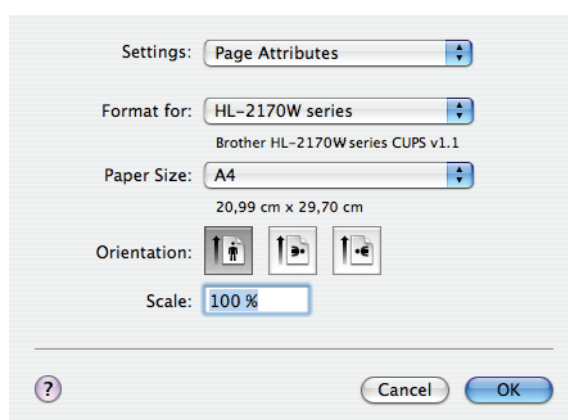 Settings: Page Attributes
Format for: HL-2170W series
Brother HL-2170W series CUPS v1.1
Paper Size: A4
20,99 cm x 29,70 cm
Orientation:
Scale: 100 %
? Cancel OK